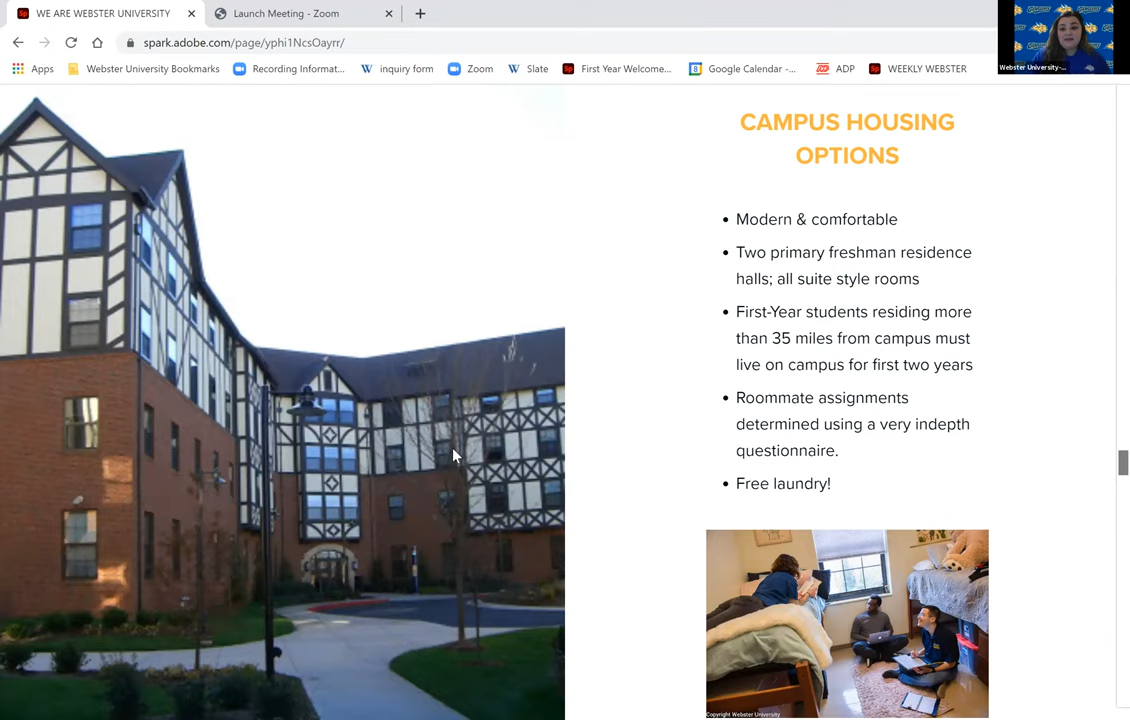 WE ARE WEBSTER UNIVERSITY
Launch Meeting - Zoom
spark.adobe.com/page/yphi1NcsOayrr/
Apps
Webster University Bookmarks
Recording Informat...
inquiry form
Zoom
Slate
First Year Welcome...
Google Calendar -...
ADP
WEEKLY WEBSTER
Webster University-...
CAMPUS HOUSING
OPTIONS
• Modern & comfortable
• Two primary freshman residence
halls; all suite style rooms
• First-Year students residing more
than 35 miles from campus must
live on campus for first two years
• Roommate assignments
determined using a very indepth
questionnaire.
• Free laundry!
Copyright Webster University